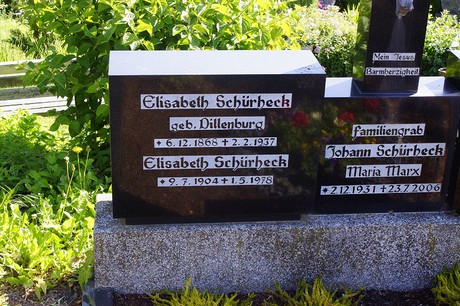 Mein Jesus
Barmherzigkeit
Elisabeth Schürheck
geb. Dillenburg
* 6.12.1868 + 2.2.1937
Elisabeth Schürheck
* 9.7.1904 + 1.5.1978
Familiengrab
Johann Schürheck
Maria Marx
* 2.12.1931 + 23.7.2006